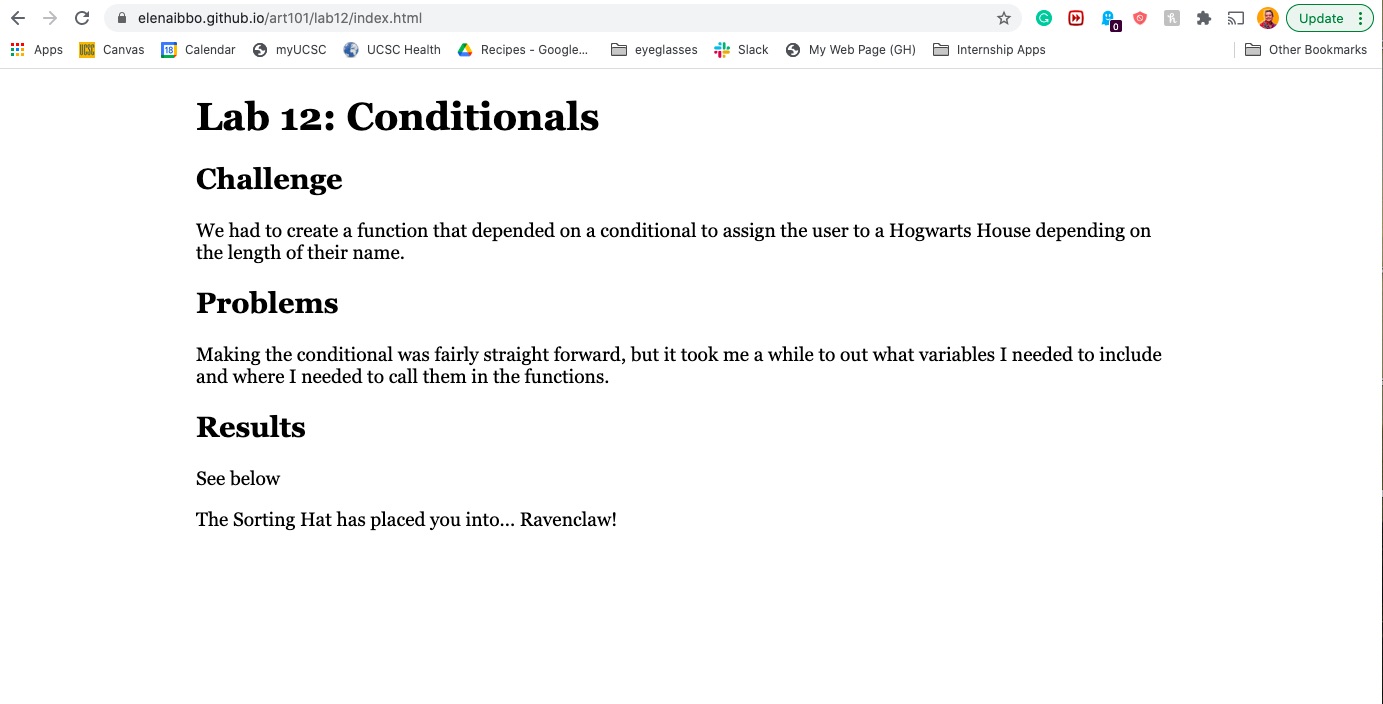 elenaibbo.github.io/art101/lab12/index.html
0
Update
Apps
UCSC
Canvas
18
Calendar
myUCSC
UCSC Health
Recipes - Google...
eyeglasses
Slack
My Web Page (GH)
Internship Apps
Other Bookmarks
Lab 12: Conditionals
Challenge
We had to create a function that depended on a conditional to assign the user to a Hogwarts House depending on
the length of their name.
Problems
Making the conditional was fairly straight forward, but it took me a while to out what variables I needed to include
and where I needed to call them in the functions.
Results
See below
The Sorting Hat has placed you into... Ravenclaw!